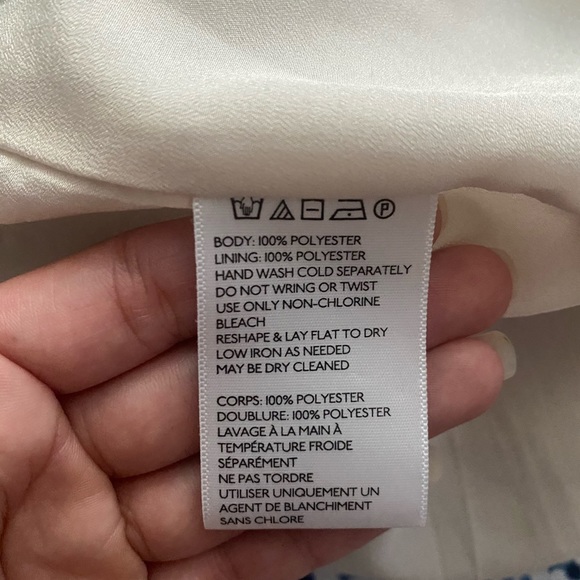 P
BODY: 100% POLYESTER
LINING: 100% POLYESTER
HAND WASH COLD SEPARATELY
DO NOT WRING OR TWIST
USE ONLY NON-CHLORINE
BLEACH
RESHAPE & LAY FLAT TO DRY
LOW IRON AS NEEDED
MAY BE DRY CLEANED
CORPS: 100% POLYESTER
DOUBLURE: 100% POLYESTER
LAVAGE À LA MAIN À
TEMPÉRATURE FROIDE
SÉPARÉMENT
NE PAS TORDRE
UTILISER UNIQUEMENT UN
AGENT DE BLANCHIMENT
SANS CHLORE